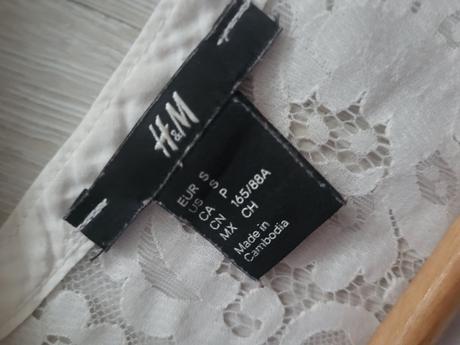 H&M
EUR S
US S
CA P
CN 165/88A
MX CH
Made in
Cambodia